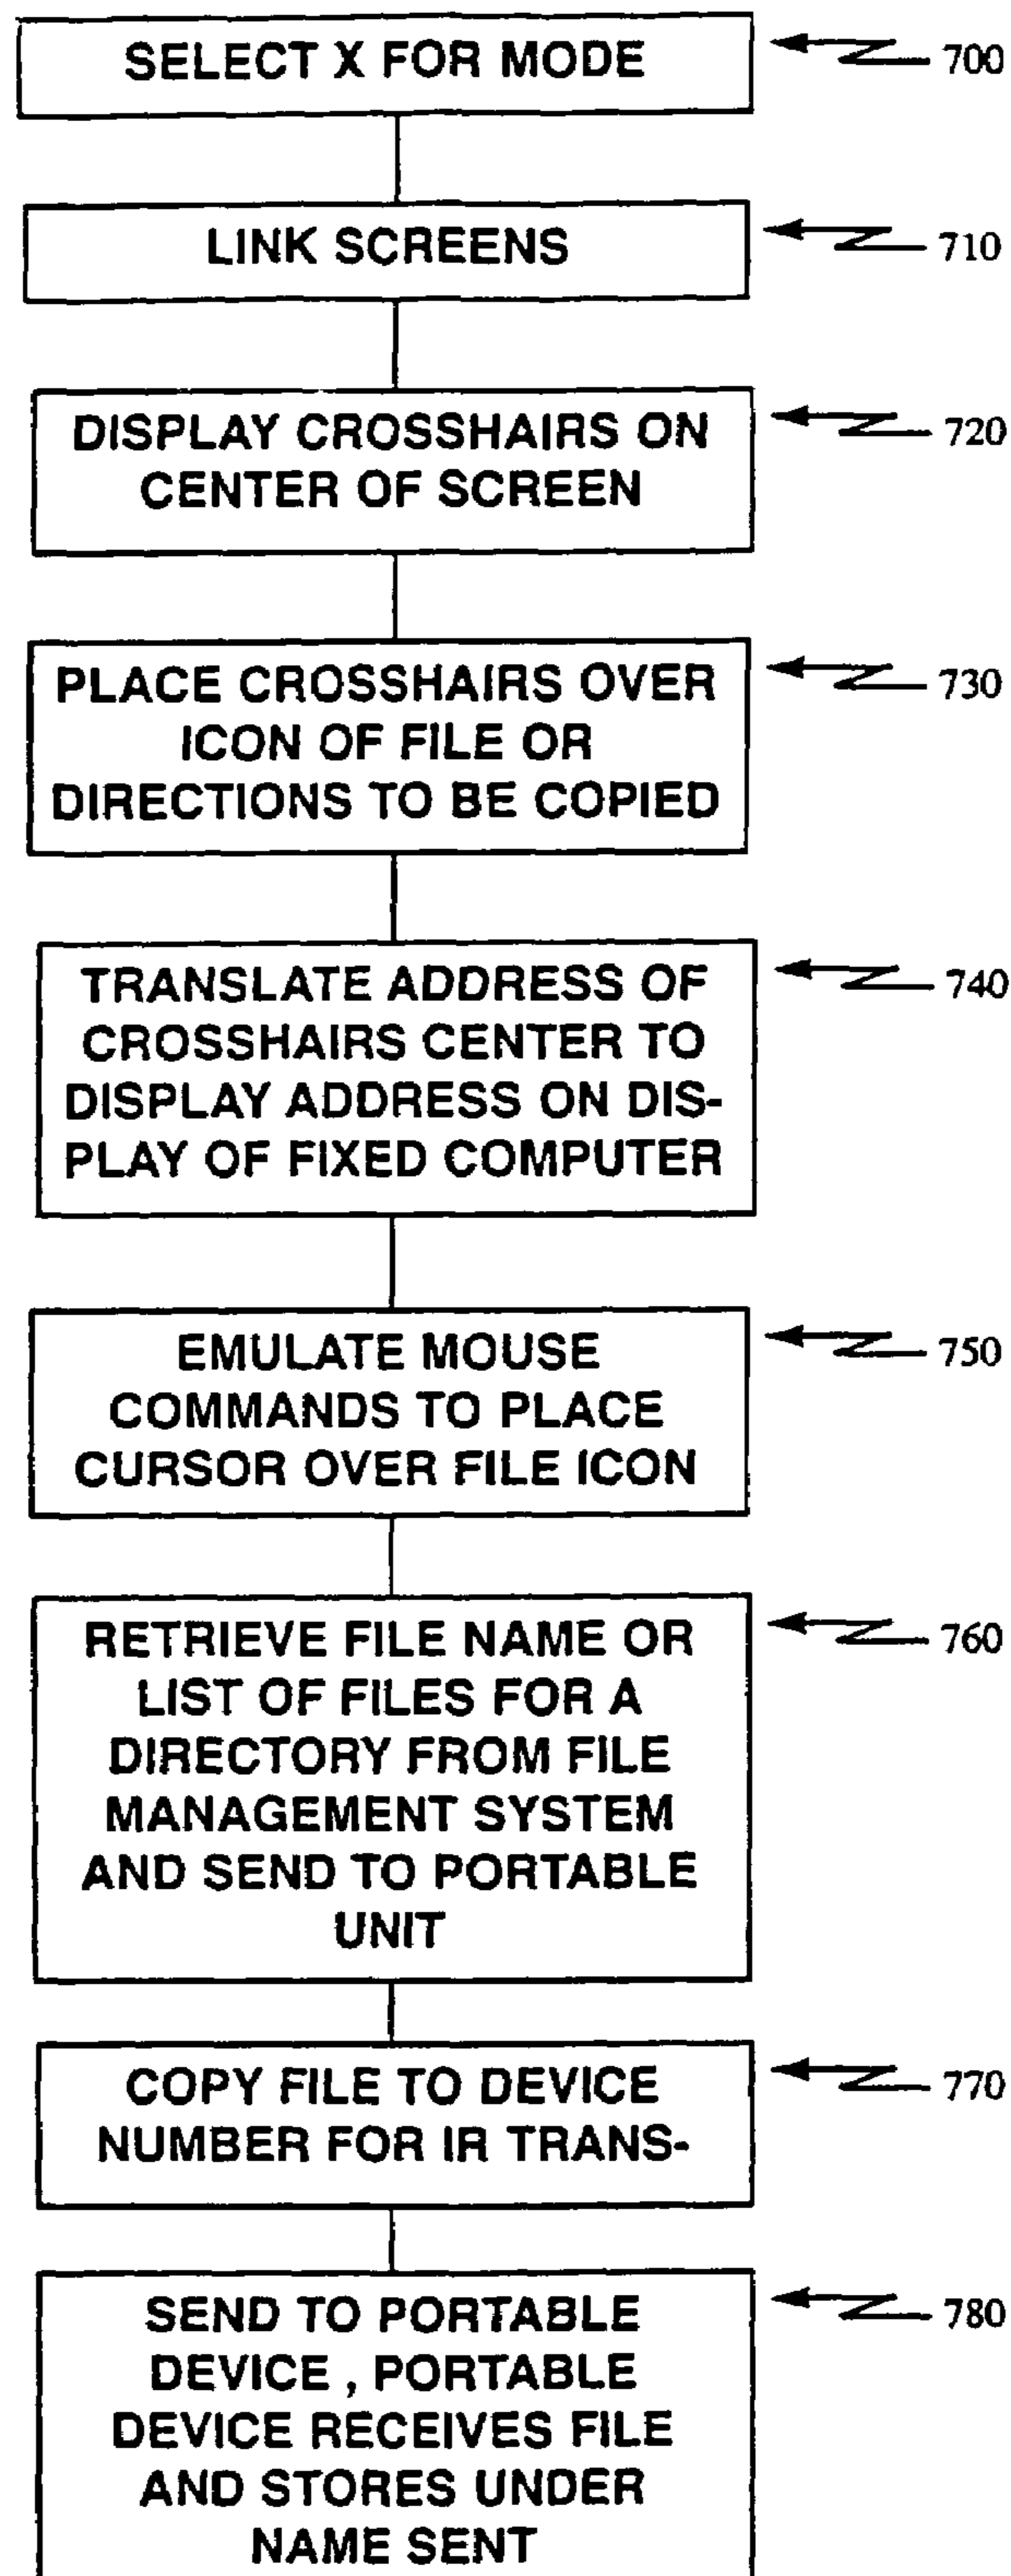 SELECT X FOR MODE
700
LINK SCREENS
710
DISPLAY CROSSHAIRS ON
CENTER OF SCREEN
720
PLACE CROSSHAIRS OVER
ICON OF FILE OR
DIRECTIONS TO BE COPIED
730
TRANSLATE ADDRESS OF
CROSSHAIRS CENTER TO
DISPLAY ADDRESS ON DIS-
PLAY OF FIXED COMPUTER
740
EMULATE MOUSE
COMMANDS TO PLACE
CURSOR OVER FILE ICON
750
RETRIEVE FILE NAME OR
LIST OF FILES FOR A
DIRECTORY FROM FILE
MANAGEMENT SYSTEM
AND SEND TO PORTABLE
UNIT
760
COPY FILE TO DEVICE
NUMBER FOR IR TRANS-
770
SEND TO PORTABLE
DEVICE , PORTABLE
DEVICE RECEIVES FILE
AND STORES UNDER
NAME SENT
780